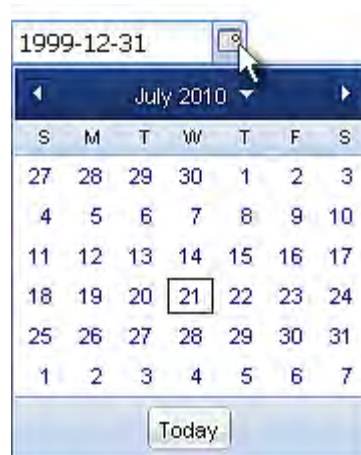 1999-12-31
July 2010
S M T W T F S
27 28 29 30 1 2 3
4 5 6 7 8 9 10
11 12 13 14 15 16 17
18 19 20 21 22 23 24
25 26 27 28 29 30 31
1 2 3 4 5 6 7
Today